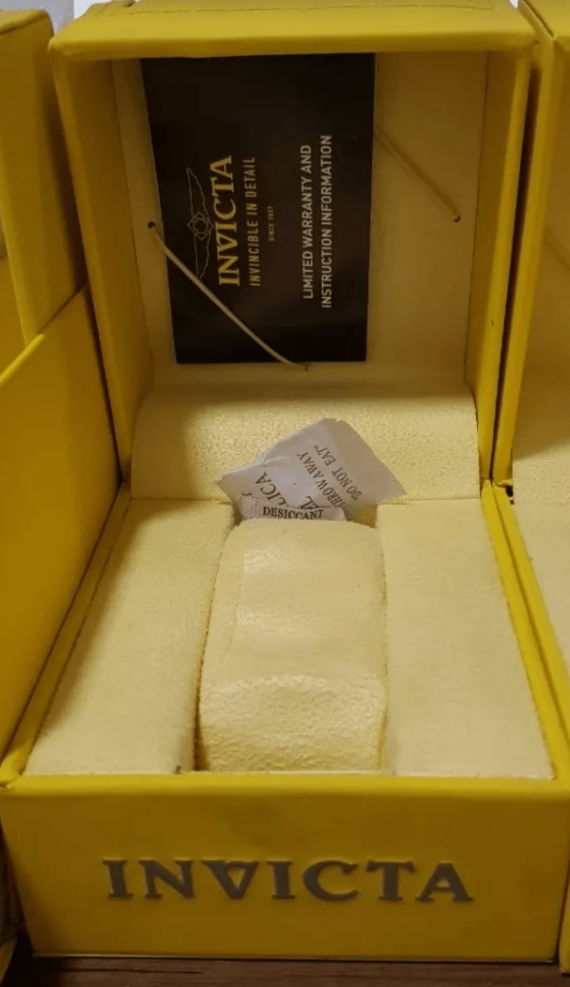 INVICTA
INVINCIBLE IN DETAIL
SINCE 1837
LIMITED WARRANTY AND
INSTRUCTION INFORMATION
"DO NOT EAT"
THROW AWAY
DESICCANT
INVICTA